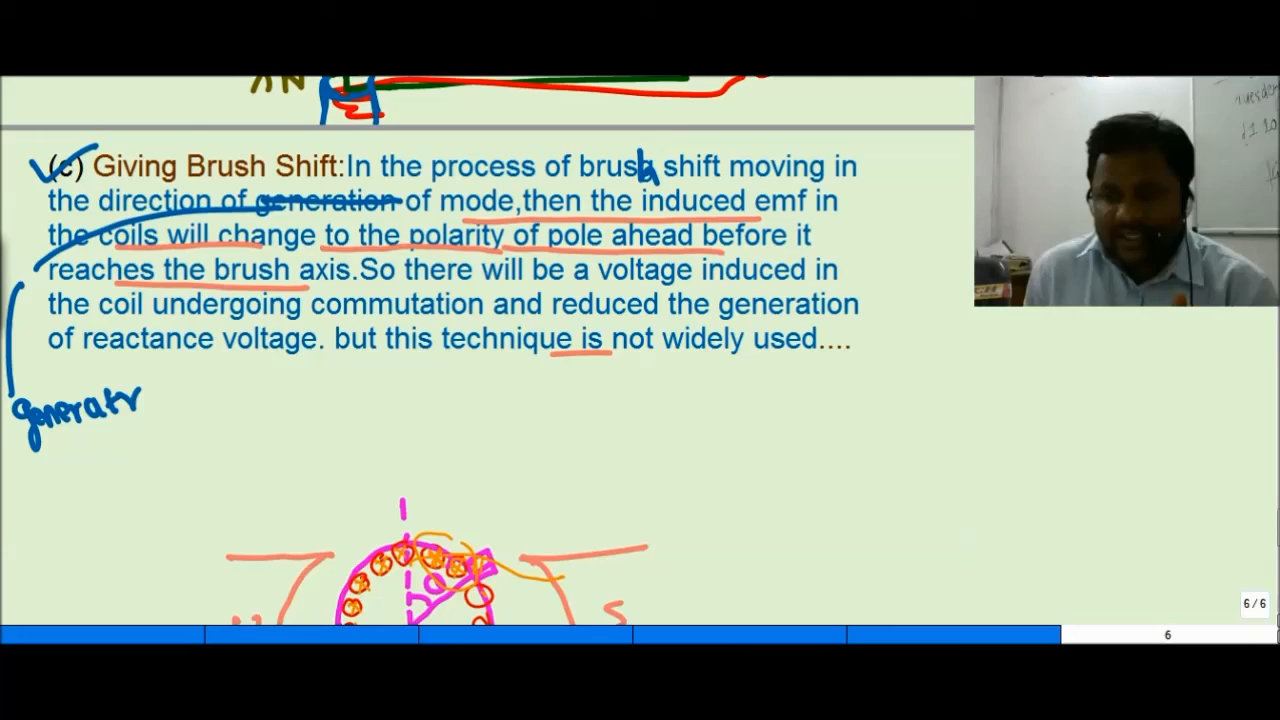 (c) Giving Brush Shift:In the process of brush shift moving in
the direction of generation of mode,then the induced emf in
the coils will change to the polarity of pole ahead before it
reaches the brush axis.So there will be a voltage induced in
the coil undergoing commutation and reduced the generation
of reactance voltage. but this technique is not widely used....
generatr
S
6/6
6